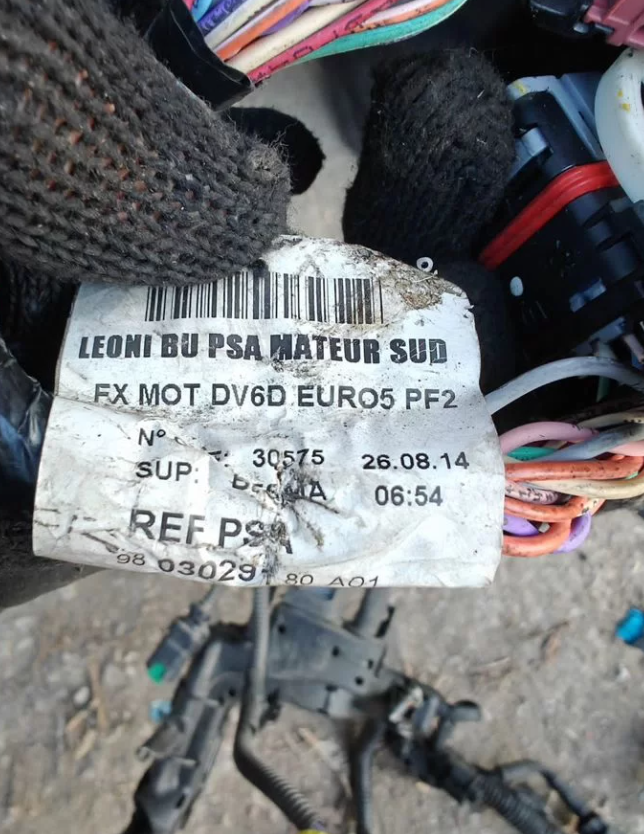 LEONI BU PSA MATEUR SUD
FX MOT DV6D EURO5 PF2
N° 30575 26.08.14
SUP: 06:54
REF PSA
98 03029 80 A01